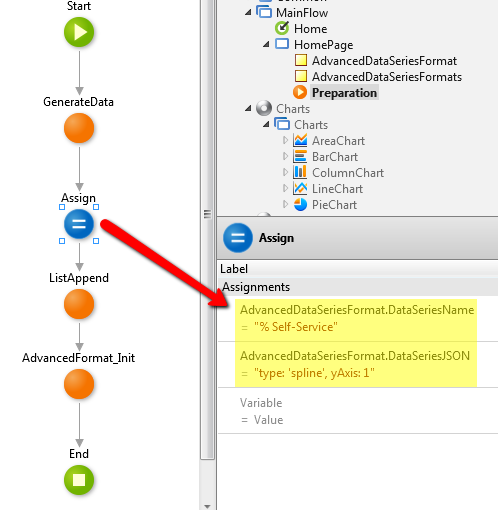 Start
GenerateData
Assign
ListAppend
AdvancedFormat_Init
End
MainFlow
Home
HomePage
AdvancedDataSeriesFormat
AdvancedDataSeriesFormats
Preparation
Charts
Charts
AreaChart
BarChart
ColumnChart
LineChart
PieChart
Assign
Label
Assignments
AdvancedDataSeriesFormat.DataSeriesName
= "% Self-Service"
AdvancedDataSeriesFormat.DataSeriesJSON
= "type: 'spline', yAxis: 1"
Variable
= Value